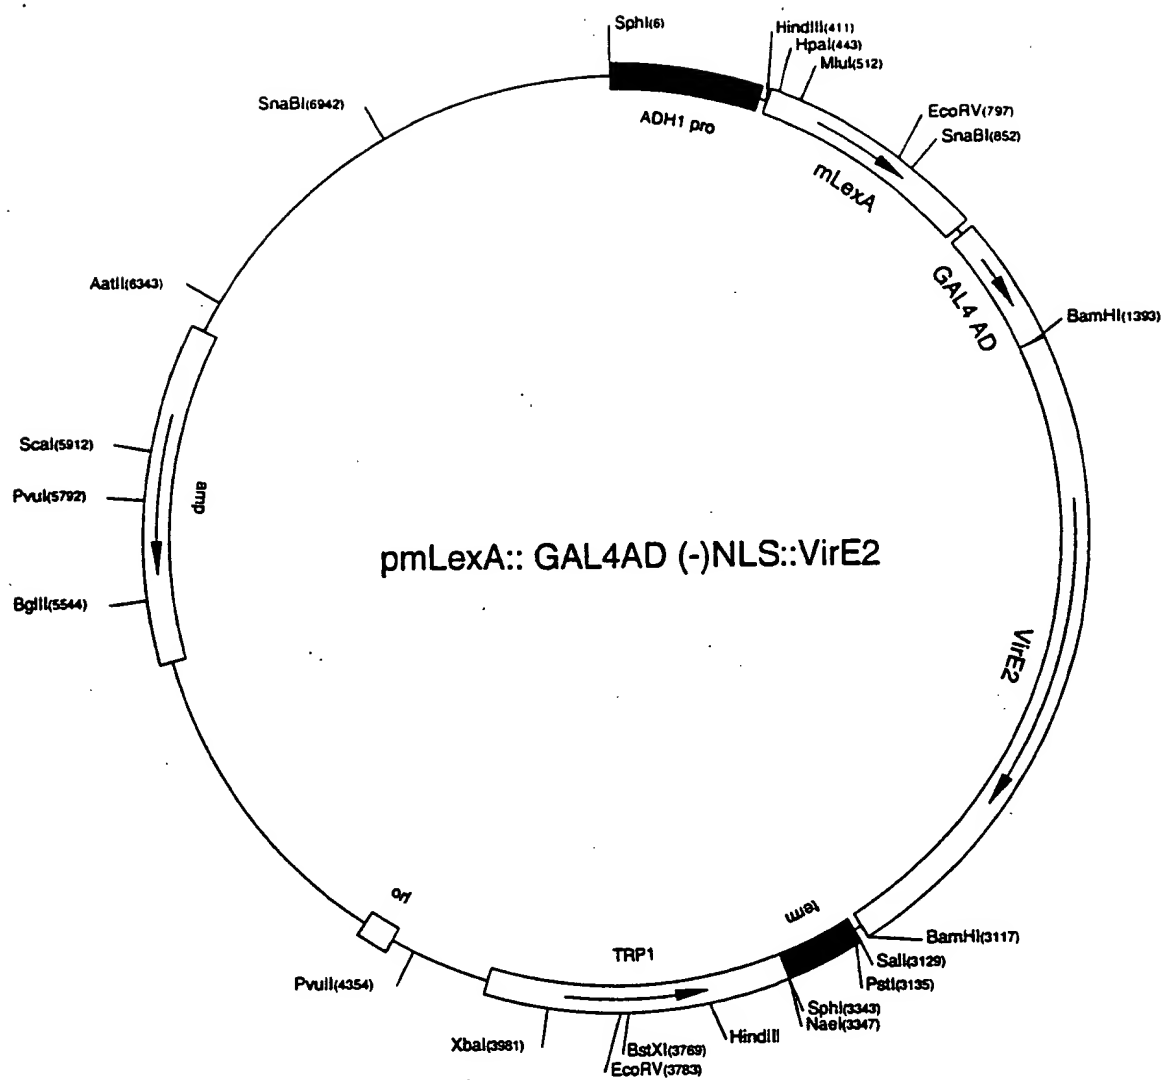 SphI(6)
HindIII(411)
HpaI(443)
MluI(512)
EcoRV(797)
SnaBI(852)
ADH1 pro
mLexA
GAL4 AD
BamHI(1393)
VirE2
BamHI(3117)
SalI(3129)
PstI(3135)
term
SphI(3343)
NaeI(3347)
HindIII
TRP1
BstXI(3769)
EcoRV(3783)
XbaI(3981)
PvuII(4354)
ori
BglII(5544)
PvuI(5792)
ScaI(5912)
amp
AatII(6343)
SnaBI(6942)
pmLexA:: GAL4AD (-)NLS::VirE2